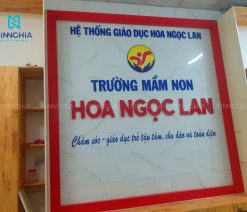 INNGHIA
HỆ THỐNG GIÁO DỤC HOA NGỌC LAN
TRƯỜNG MẦM NON
HOA NGỌC LAN
Chăm sóc - giáo dục trẻ tận tâm, chu đáo và toàn diện